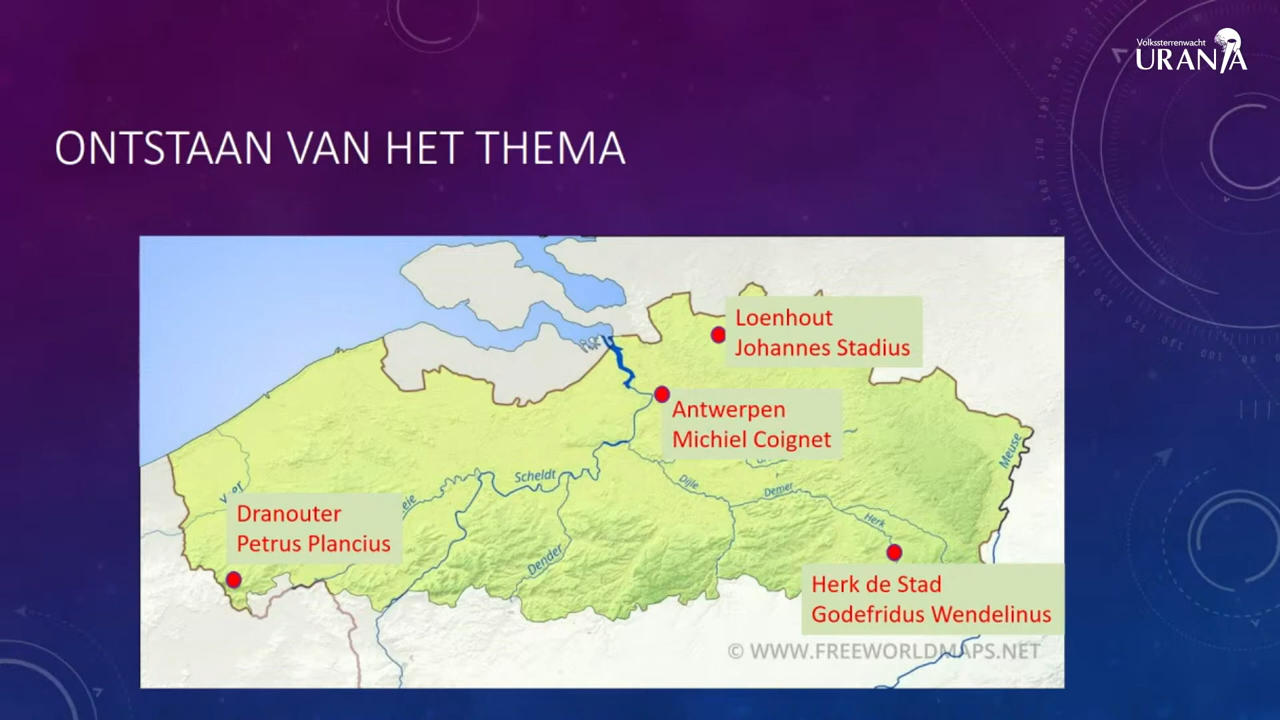 Volkssterrenwacht
URANIA
ONTSTAAN VAN HET THEMA
Loenhout
Johannes Stadius
Antwerpen
Michiel Coignet
Meuse
Scheldt
Dijle
Demer
Herk
Dender
Dranouter
Petrus Plancius
Herk de Stad
Godefridus Wendelinus
© WWW.FREEWORLDMAPS.NET